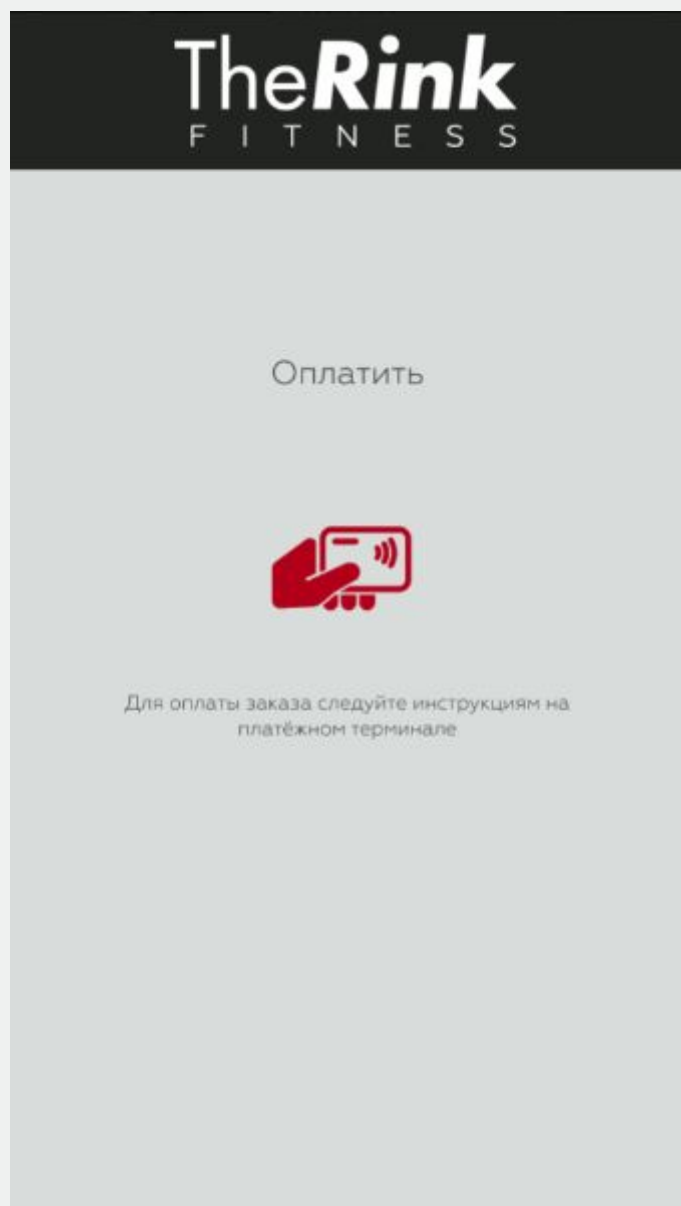 TheRink
FITNESS
Оплатить
Для оплаты заказа следуйте инструкциям на
платёжном терминале